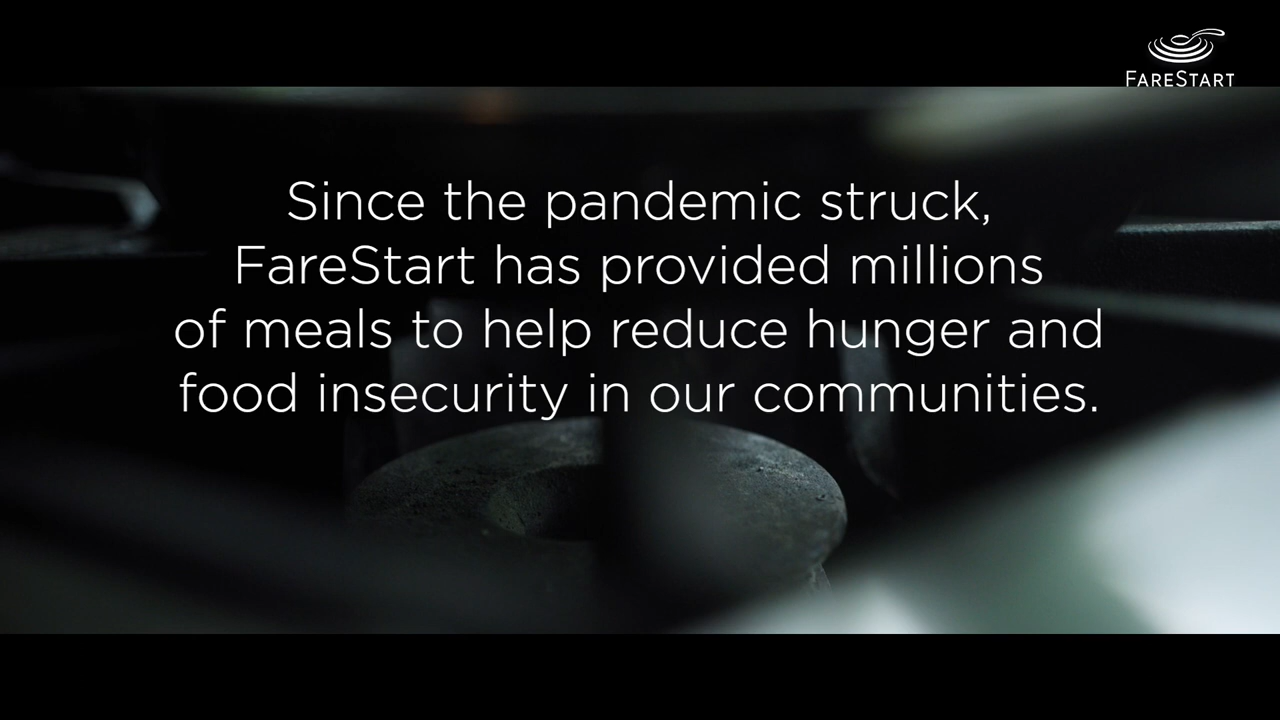 FARESTART
Since the pandemic struck,
FareStart has provided millions
of meals to help reduce hunger and
food insecurity in our communities.